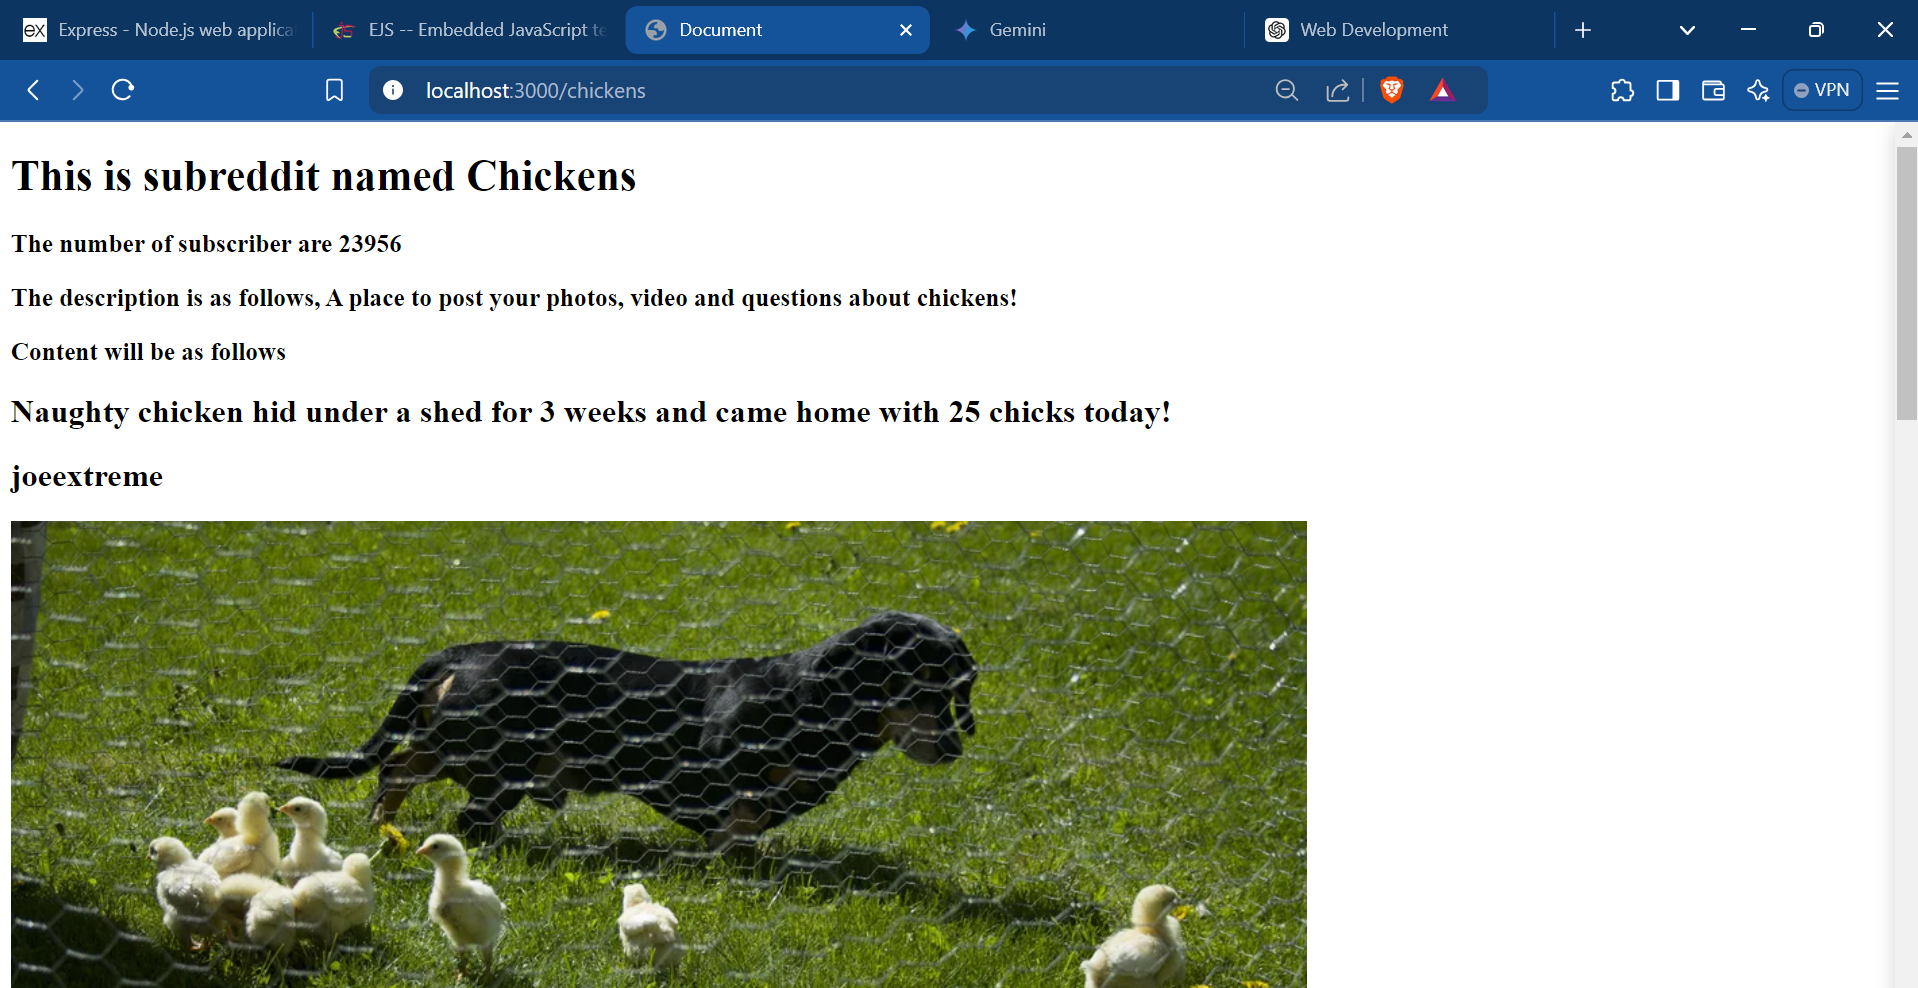 ex Express - Node.js web applica
EJS -- Embedded JavaScript te
Document
Gemini
Web Development
localhost:3000/chickens
VPN
This is subreddit named Chickens
The number of subscriber are 23956
The description is as follows, A place to post your photos, video and questions about chickens!
Content will be as follows
Naughty chicken hid under a shed for 3 weeks and came home with 25 chicks today!
joeextreme